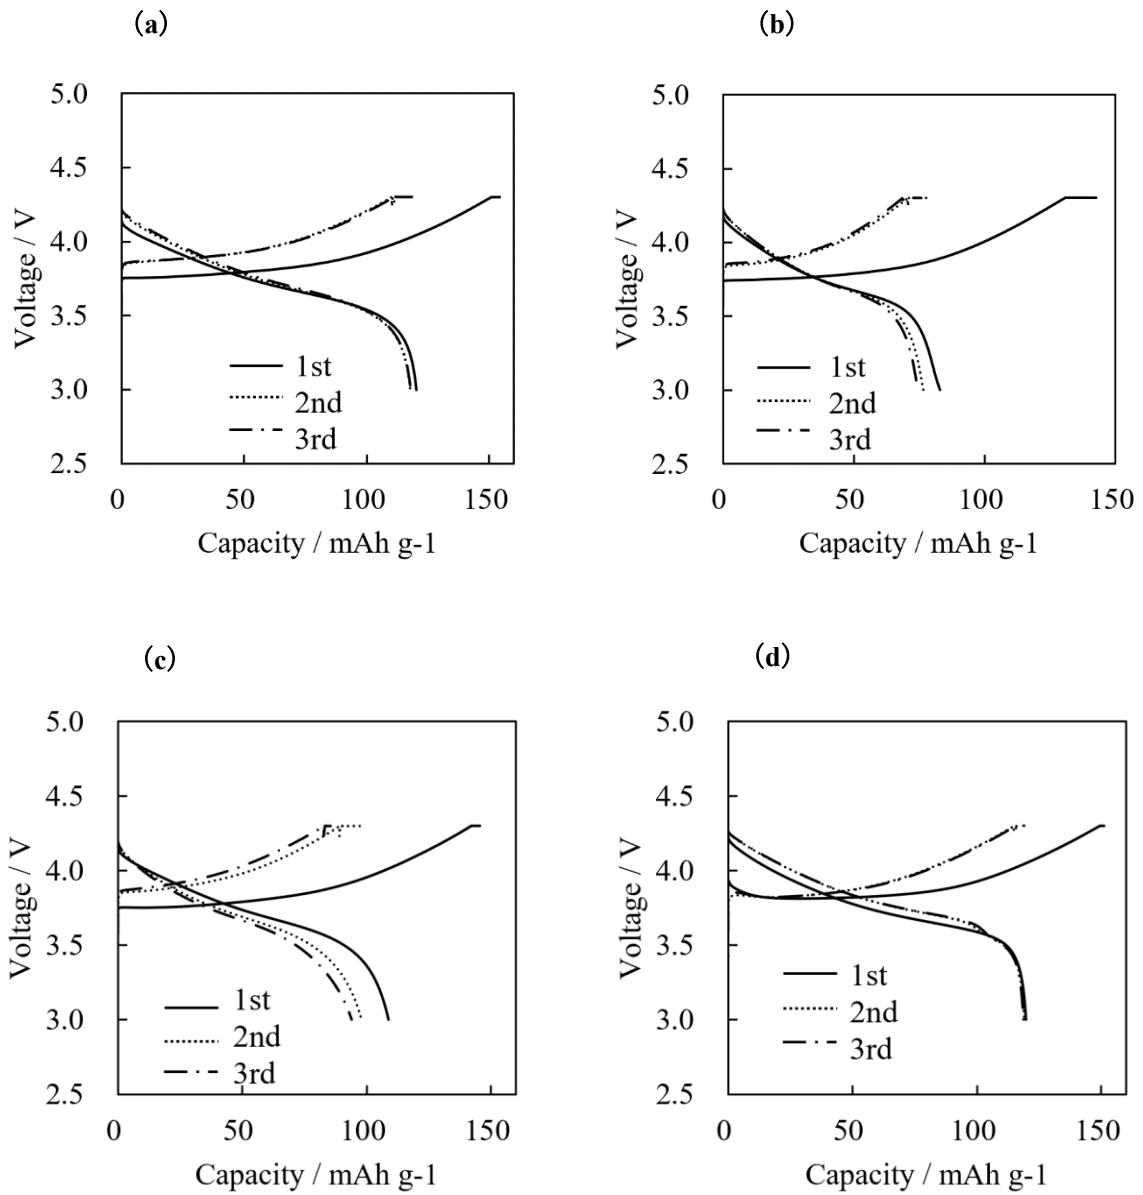 (a)
5.0
4.5
4.0
3.5
3.0
2.5
Voltage / V
1st
2nd
3rd
0 50 100 150
Capacity / mAh g-1
(b)
5.0
4.5
4.0
3.5
3.0
2.5
Voltage / V
1st
2nd
3rd
0 50 100 150
Capacity / mAh g-1
(c)
5.0
4.5
4.0
3.5
3.0
2.5
Voltage / V
1st
2nd
3rd
0 50 100 150
Capacity / mAh g-1
(d)
5.0
4.5
4.0
3.5
3.0
2.5
Voltage / V
1st
2nd
3rd
0 50 100 150
Capacity / mAh g-1